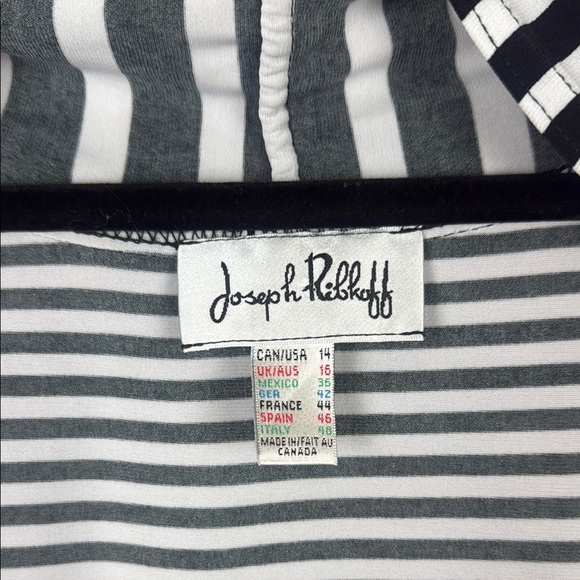 Joseph Ribkoff
CAN/USA 14
UK/AUS 16
MEXICO 36
GER 42
FRANCE 44
SPAIN 46
ITALY 48
MADE IN/FAIT AU
CANADA